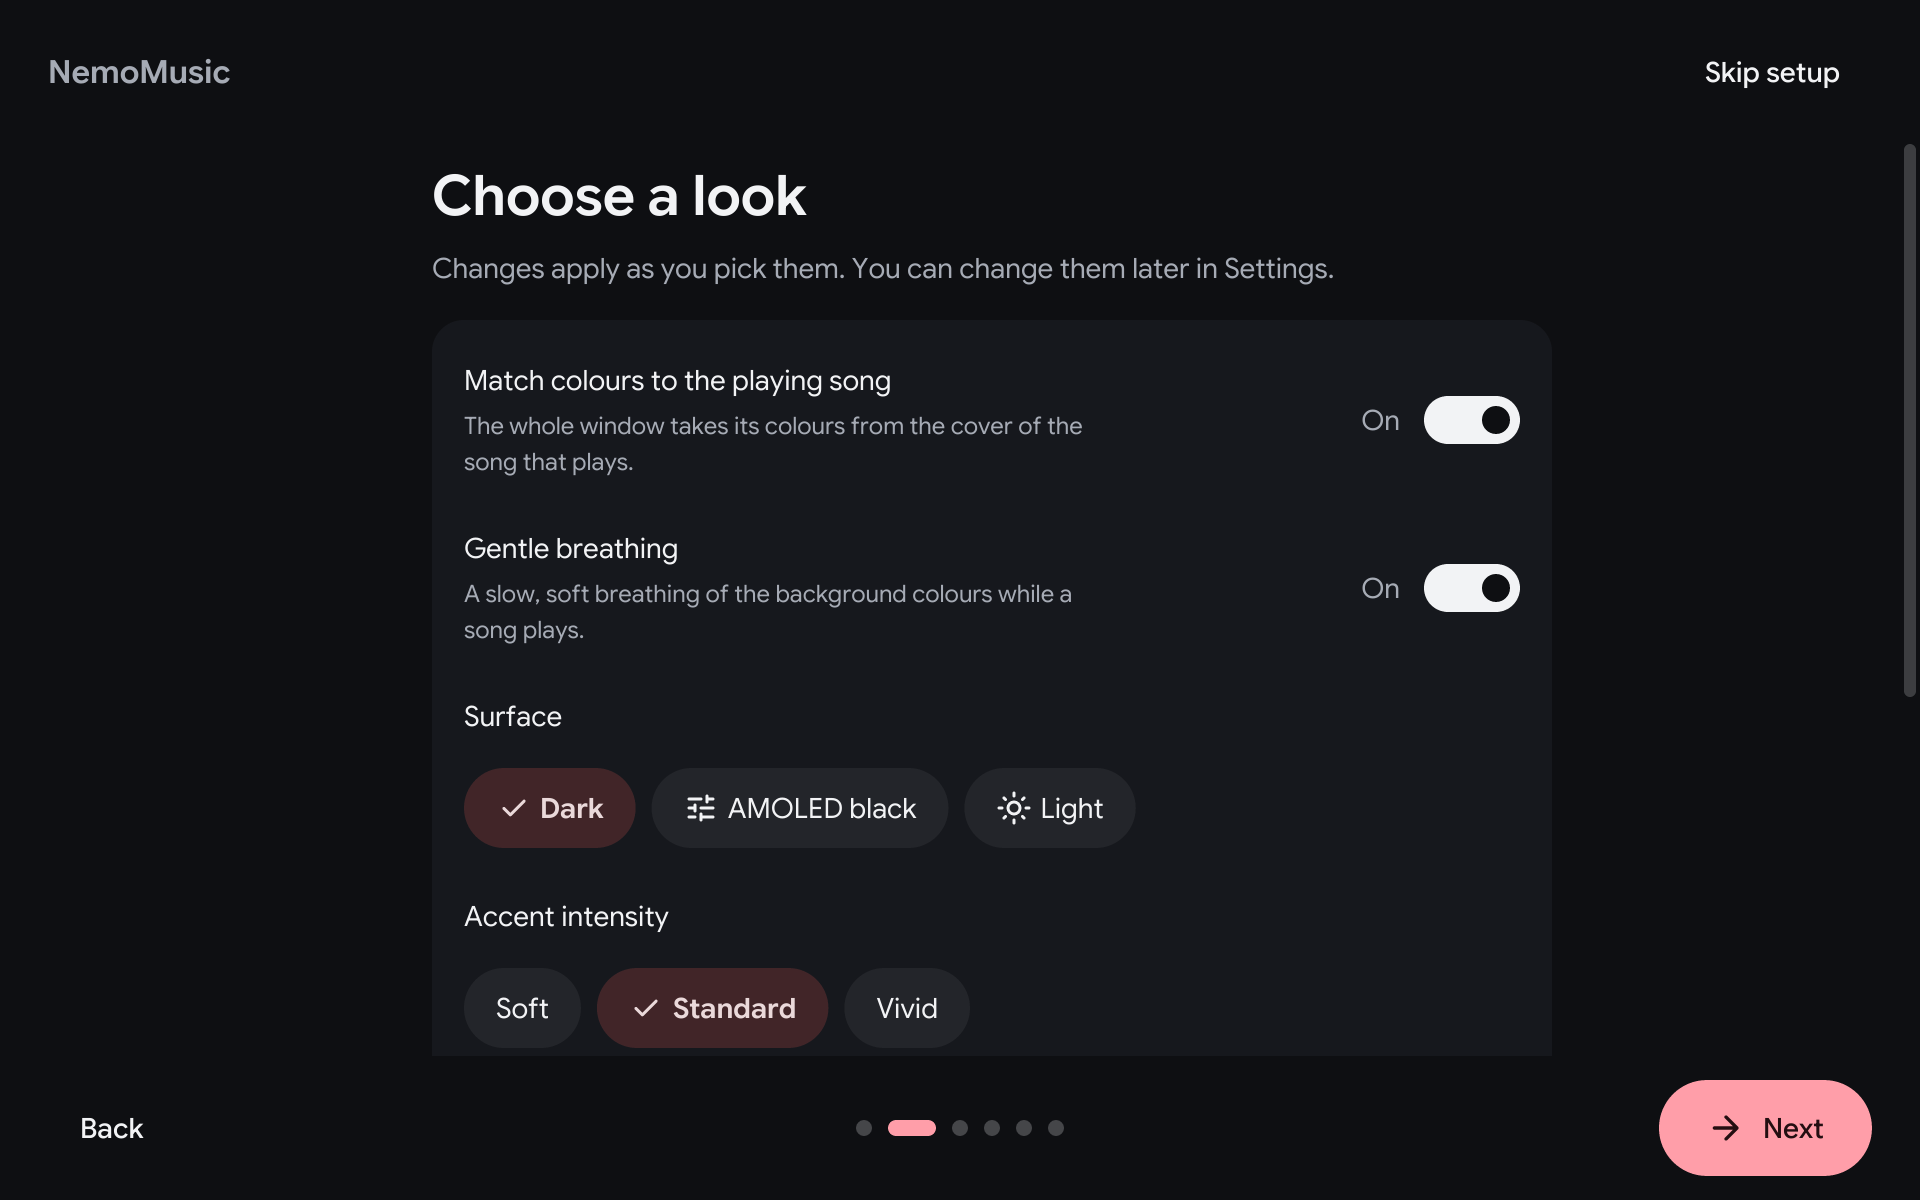 NemoMusic
Skip setup
Choose a look
Changes apply as you pick them. You can change them later in Settings.
Match colours to the playing song
The whole window takes its colours from the cover of the
song that plays.
On
Gentle breathing
A slow, soft breathing of the background colours while a
song plays.
On
Surface
Dark
AMOLED black
Light
Accent intensity
Soft
Standard
Vivid
Back
Next